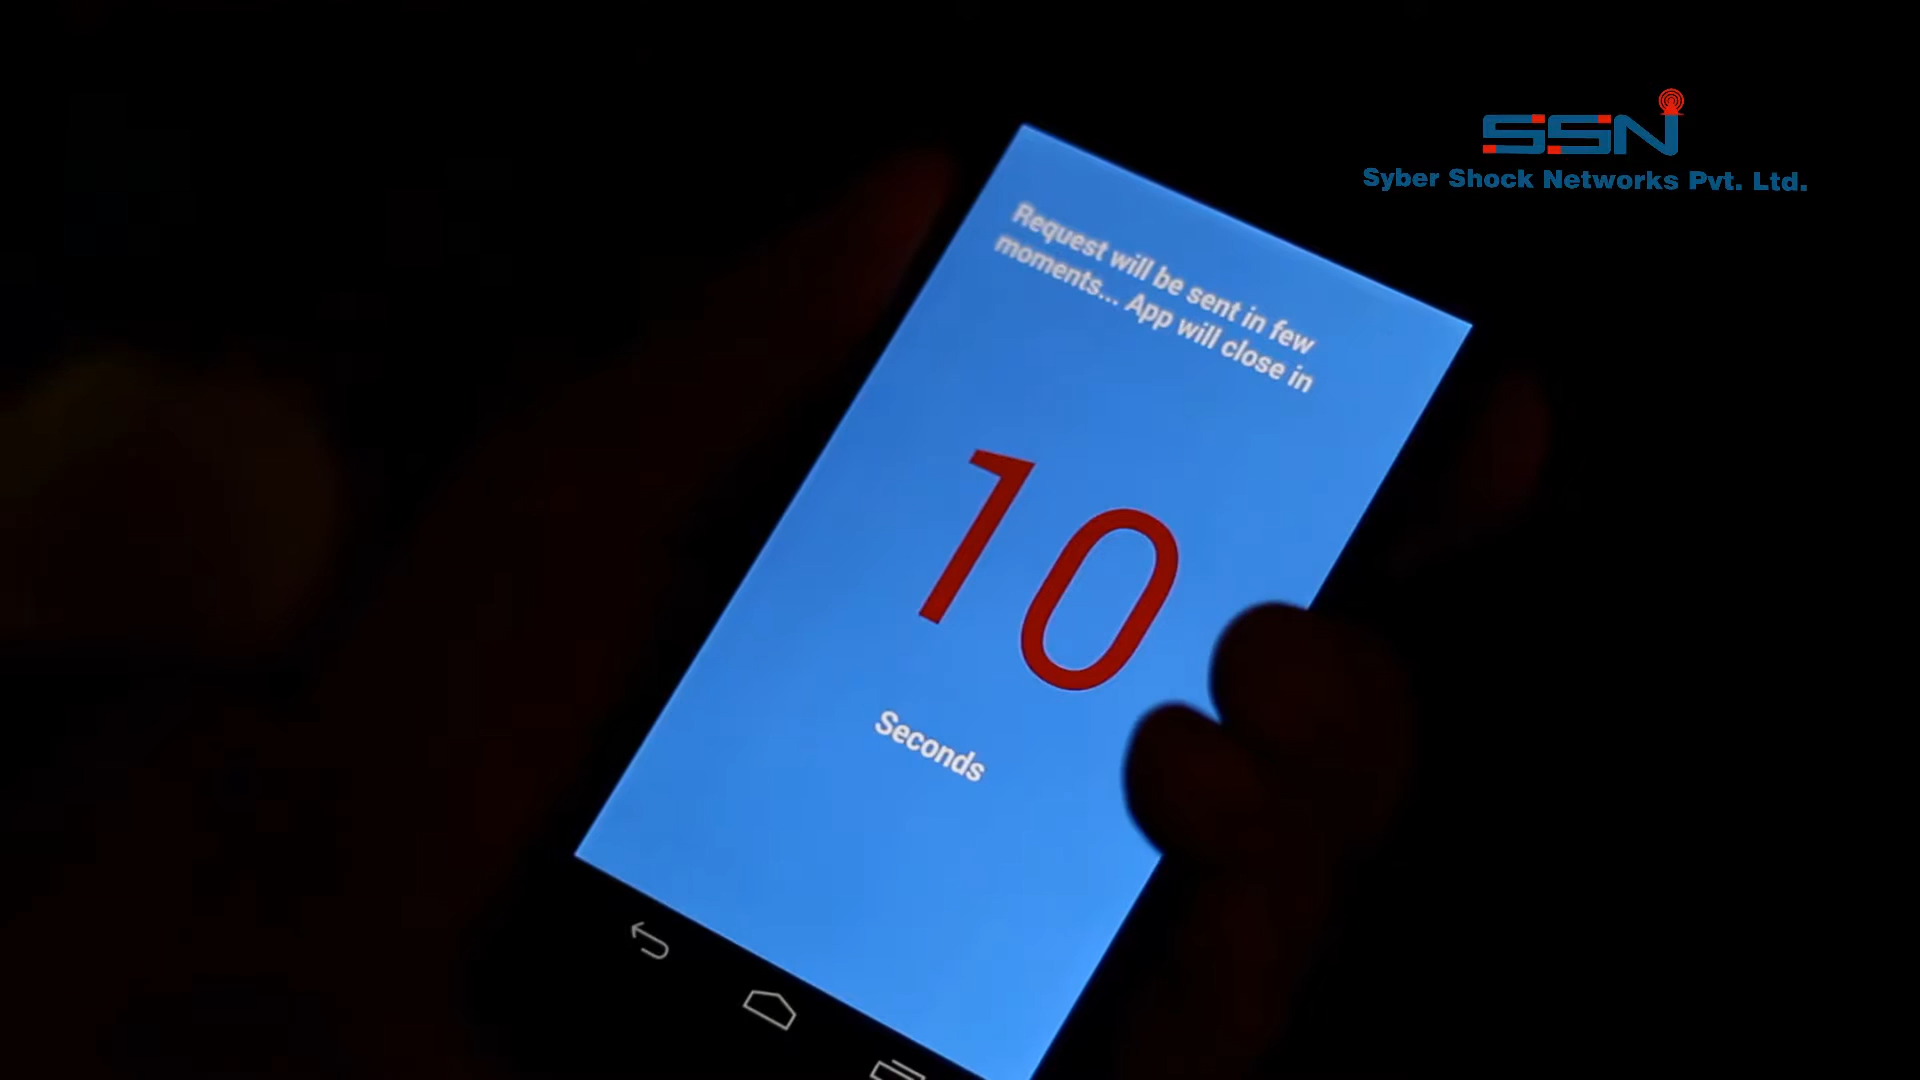 SSN
Syber Shock Networks Pvt. Ltd.
Request will be sent in few
moments... App will close in
10
Seconds